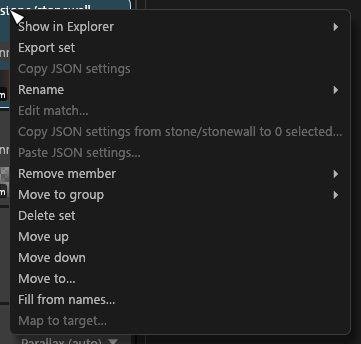 stone/stonewall
Show in Explorer
Export set
Copy JSON settings
Rename
Edit match...
Copy JSON settings from stone/stonewall to 0 selected...
Paste JSON settings...
Remove member
Move to group
Delete set
Move up
Move down
Move to...
Fill from names...
Map to target...
Parallax (auto)